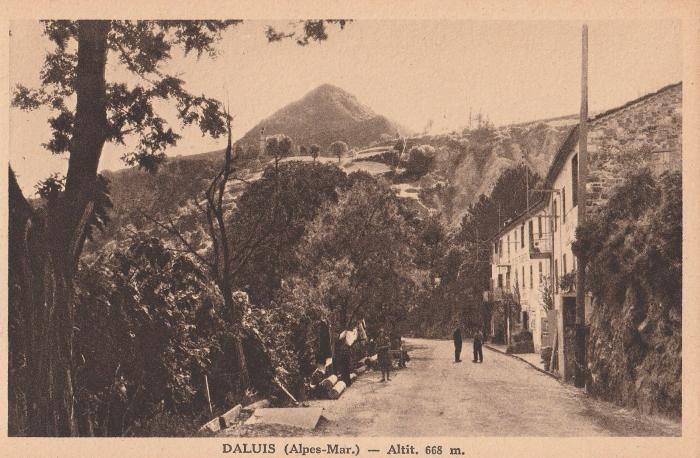 DALUIS (Alpes-Mar.) — Altit. 668 m.